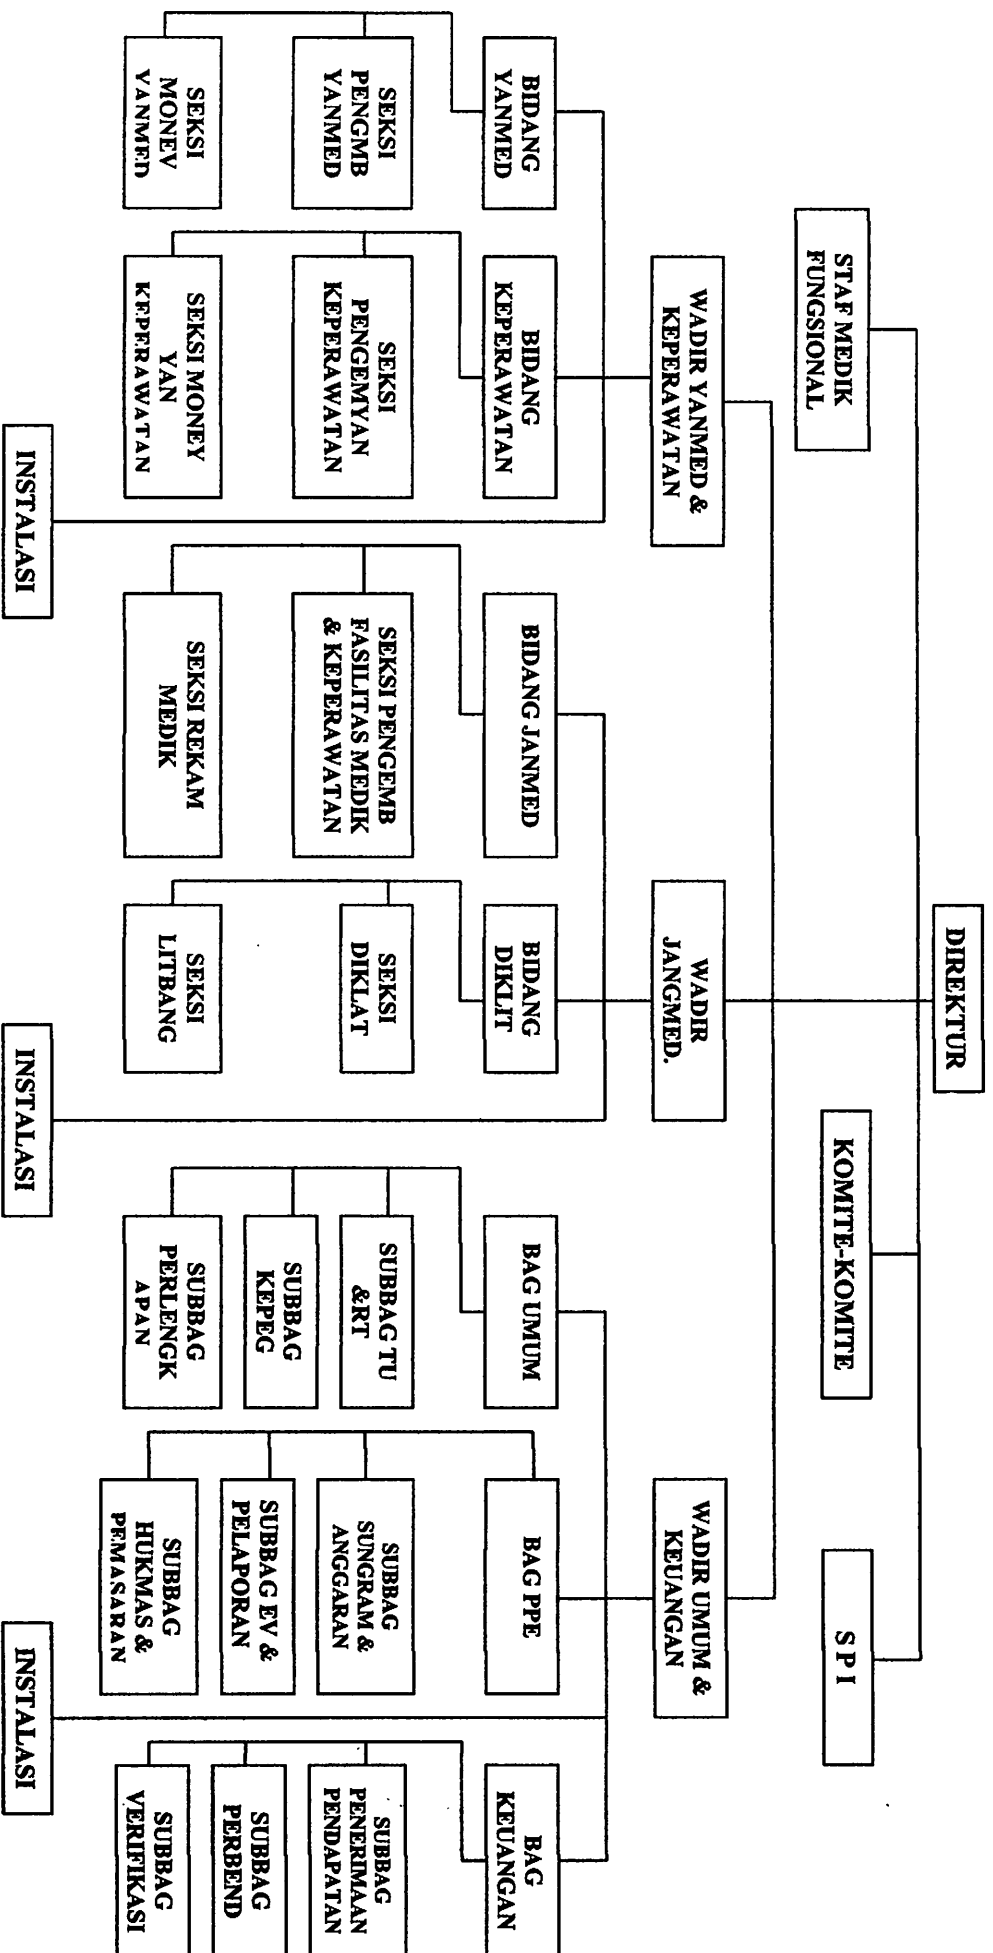 DIREKTUR
STAF MEDIK
FUNGSIONAL
KOMITE-KOMITE
S P I
WADIR YANMED &
KEPERAWATAN
WADIR
JANGMED.
WADIR UMUM &
KEUANGAN
BIDANG
YANMED
BIDANG
KEPERAWATAN
BIDANG JANMED
BIDANG
DIKLIT
BAG UMUM
BAG PPE
BAG
KEUANGAN
SEKSI
PENGMB
YANMED
SEKSI
PENGEMYAN
KEPERAWATAN
SEKSI PENGEMB
FASILITAS MEDIK
& KEPERAWATAN
SEKSI
DIKLAT
SUBBAG TU
&RT
SUBBAG
SUNGRAM &
ANGGARAN
SUBBAG
PENERIMAAN
PENDAPATAN
SUBBAG
KEPEG
SUBBAG EV &
PELAPORAN
SUBBAG
PERBEND
SEKSI
MONEV
YANMED
SEKSI MONEY
YAN
KEPERAWATAN
SEKSI REKAM
MEDIK
SEKSI
LITBANG
SUBBAG
PERLENGK
APAN
SUBBAG
HUKMAS &
PEMASARAN
SUBBAG
VERIFIKASI
INSTALASI
INSTALASI
INSTALASI